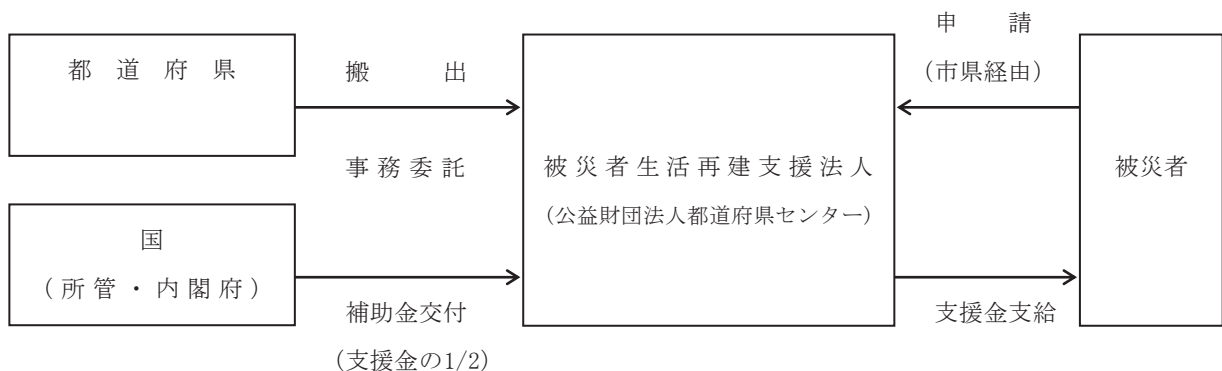 都道府県
搬出
事務委託
国
(所管・内閣府)
補助金交付
(支援金の1/2)
被災者生活再建支援法人
(公益財団法人都道府県センター)
申請
(市県経由)
支援金支給
被災者